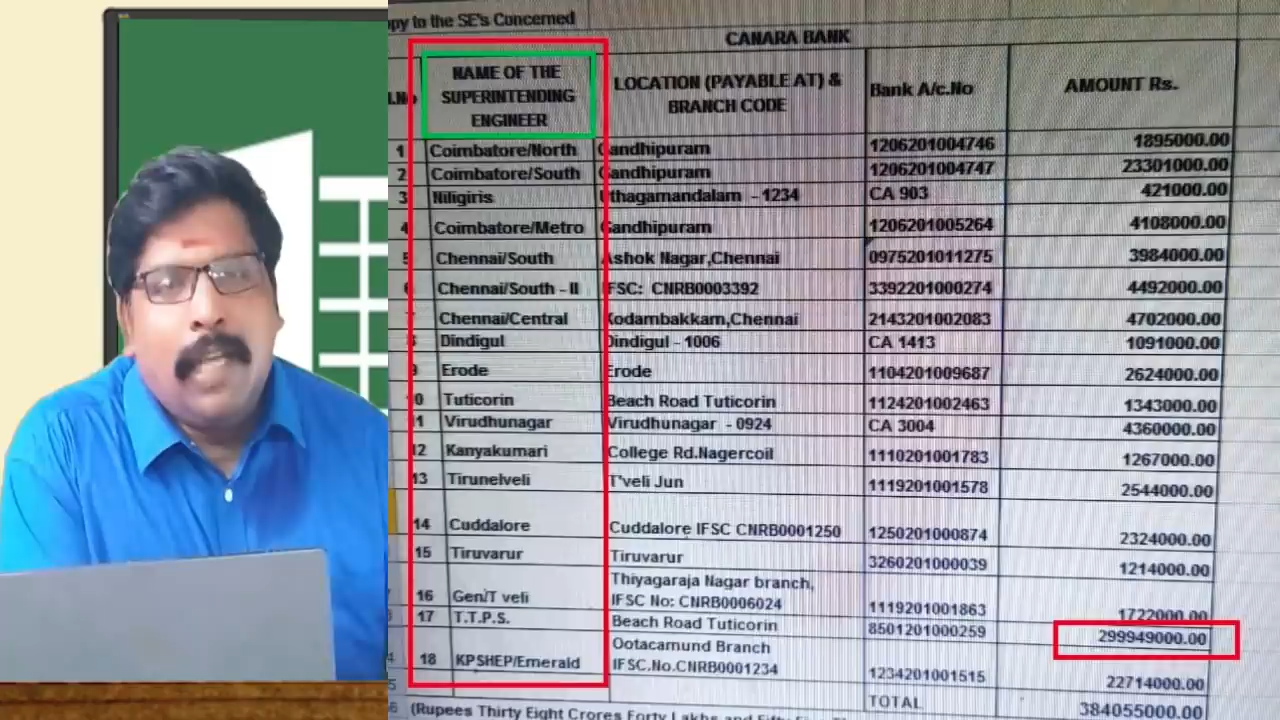 py to the SE's Concerned
CANARA BANK
NAME OF THE SUPERINTENDING ENGINEER LOCATION (PAYABLE AT) & BRANCH CODE Bank A/c.No AMOUNT Rs.
1 Coimbatore/North Gandhipuram 1206201004746 1895000.00
2 Coimbatore/South Gandhipuram 1206201004747 23301000.00
3 Niligiris Uthagamandalam - 1234 CA 903 421000.00
4 Coimbatore/Metro Gandhipuram 1206201005264 4108000.00
5 Chennai/South Ashok Nagar,Chennai 0975201011275 3984000.00
6 Chennai/South - II IFSC: CNRB0003392 3392201000274 4492000.00
7 Chennai/Central Kodambakkam,Chennai 2143201002083 4702000.00
8 Dindigul Dindigul - 1006 CA 1413 1091000.00
9 Erode Erode 1104201009687 2624000.00
10 Tuticorin Beach Road Tuticorin 1124201002463 1343000.00
11 Virudhunagar Virudhunagar - 0924 CA 3004 4360000.00
12 Kanyakumari College Rd.Nagercoil 1110201001783 1267000.00
13 Tirunelveli T'veli Jun 1119201001578 2544000.00
14 Cuddalore Cuddalore IFSC CNRB0001250 1250201000874 2324000.00
15 Tiruvarur Tiruvarur 3260201000039 1214000.00
16 Gen/T veli Thiyagaraja Nagar branch, IFSC No: CNRB0006024 1119201001863 1722000.00
17 T.T.P.S. Beach Road Tuticorin 8501201000259 299949000.00
18 KPSHEP/Emerald Ootacamund Branch IFSC.No.CNRB0001234 1234201001515 22714000.00
TOTAL 384055000.00
(Rupees Thirty Eight Crores Forty Lakhs and Fifty